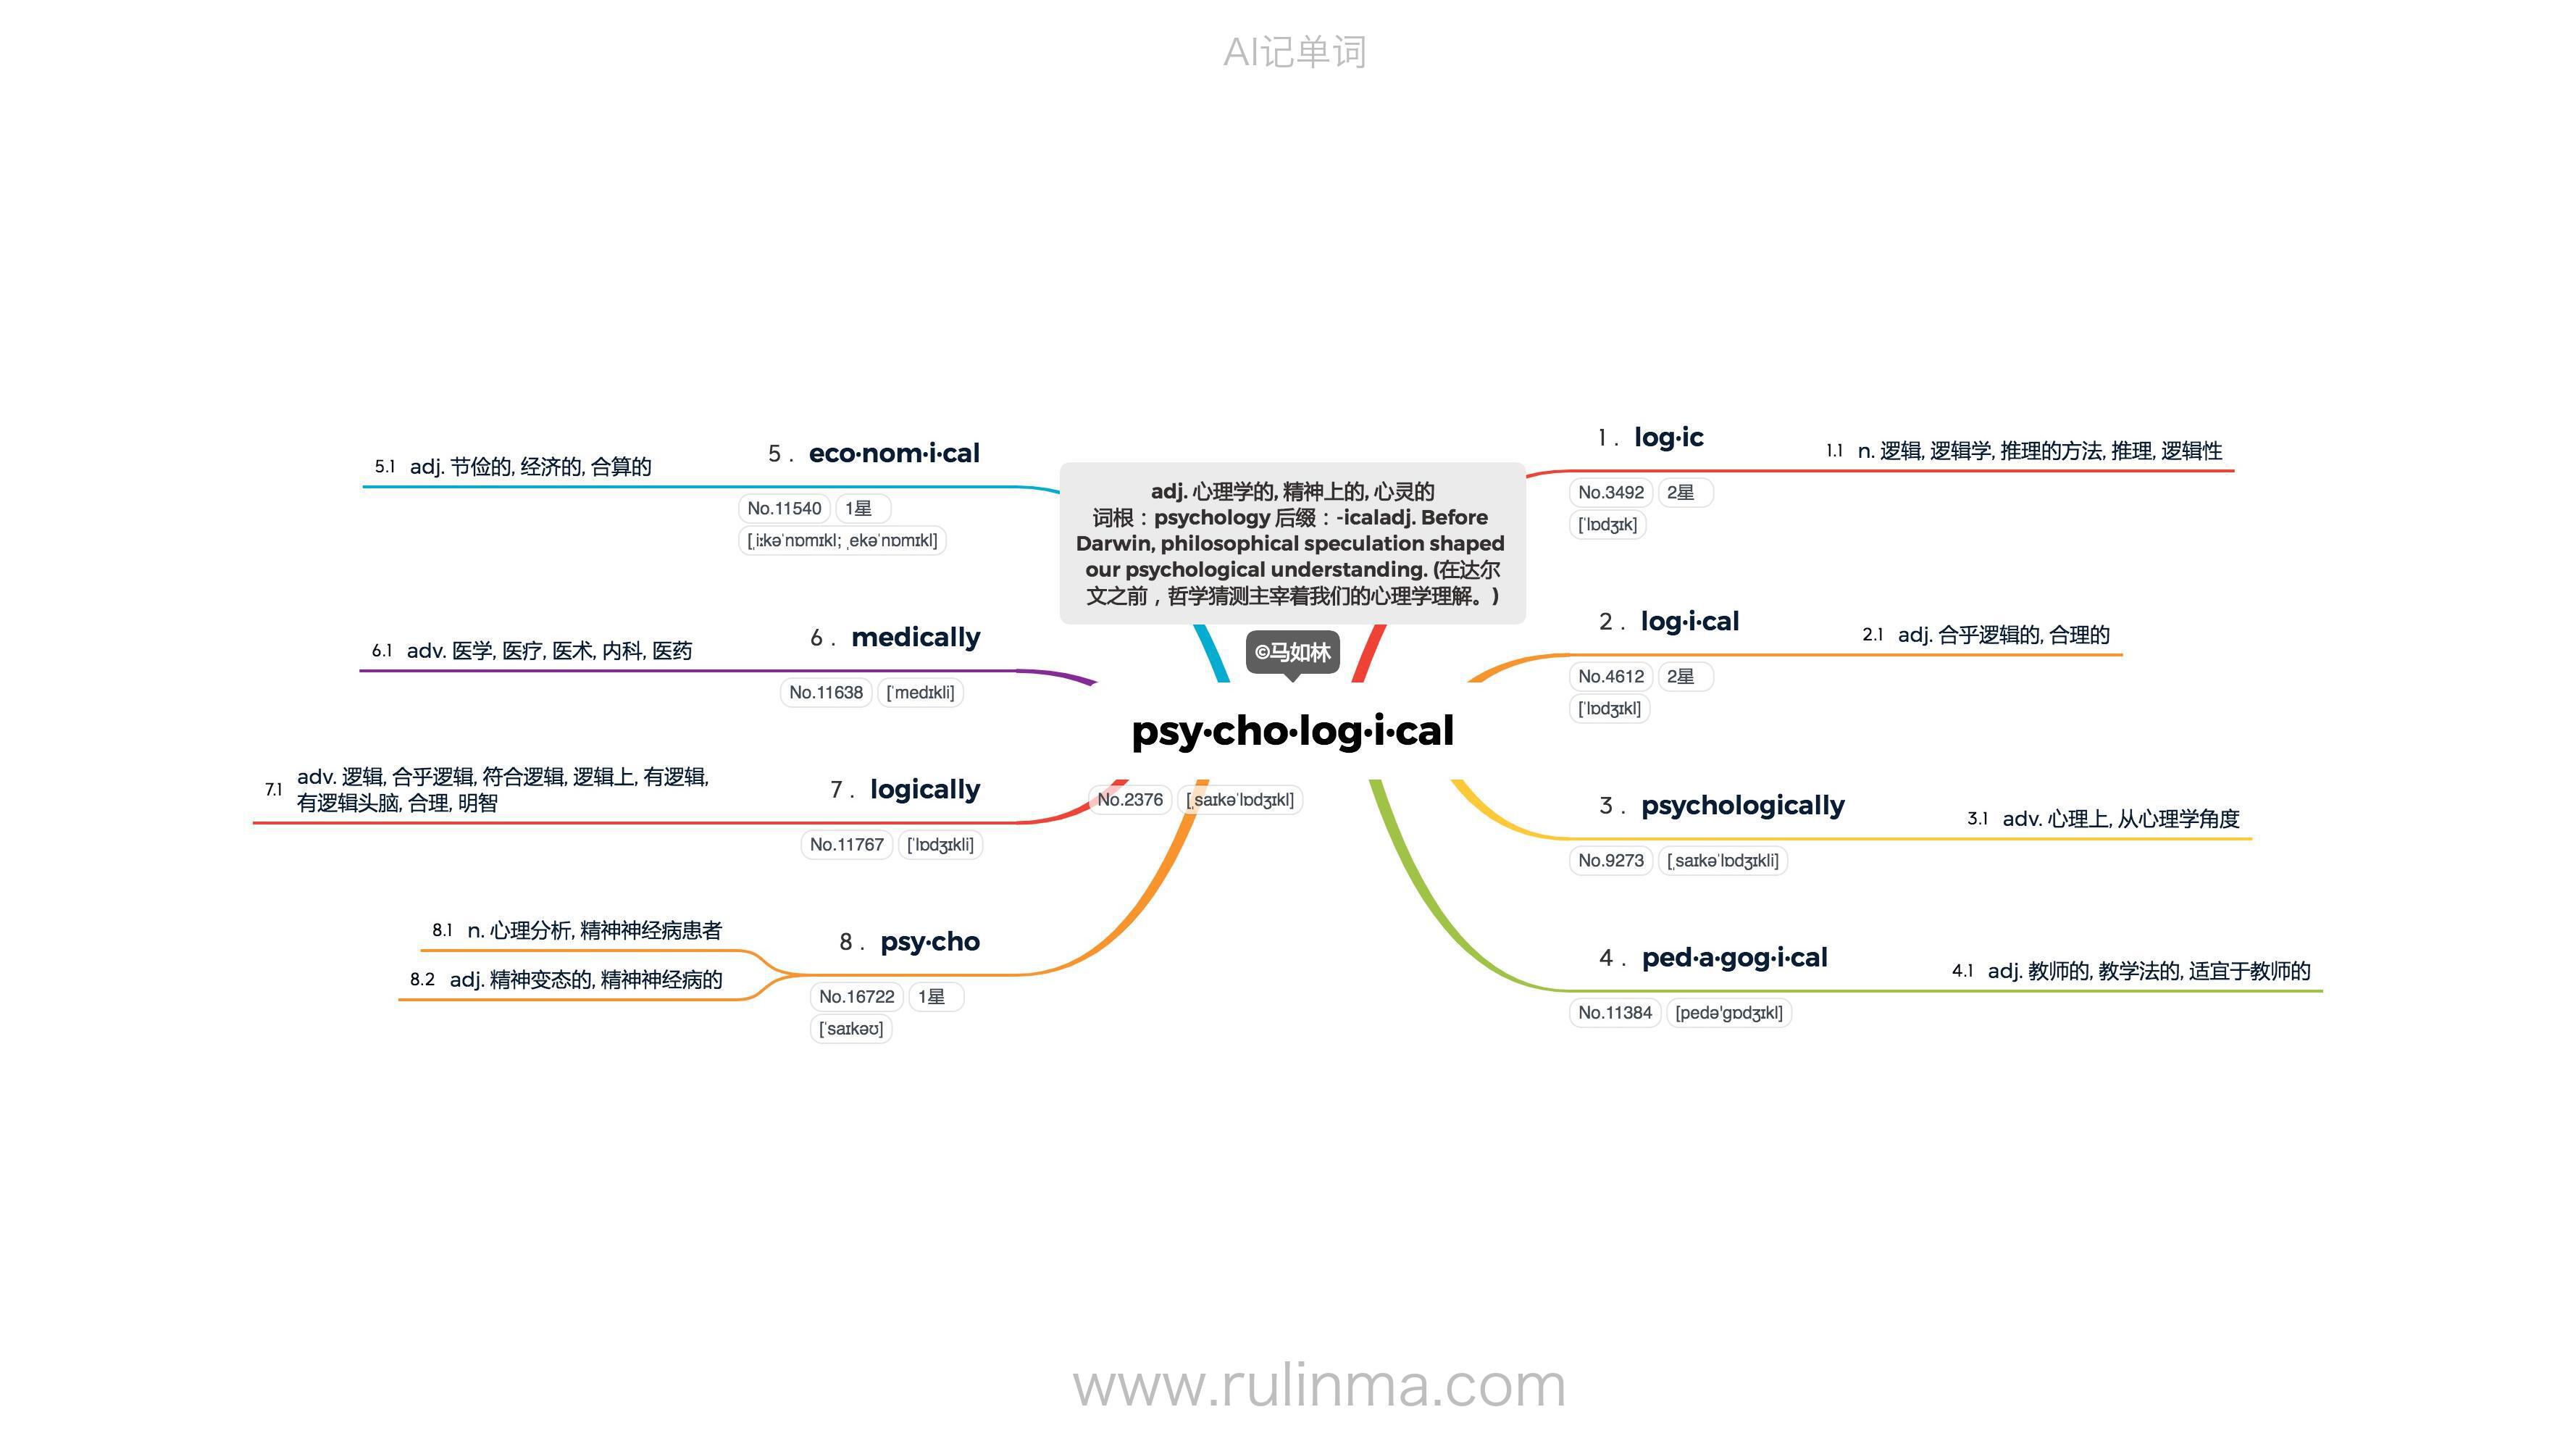 AI记单词
adj. 心理学的, 精神上的, 心灵的
词根：psychology 后缀：-icaladj. Before
Darwin, philosophical speculation shaped
our psychological understanding. (在达尔
文之前，哲学猜测主宰着我们的心理学理解。)
©马如林
psy·cho·log·i·cal
No.2376 [ˌsaɪkəˈlɒdʒɪkl]
1. log·ic
No.3492 2星
[ˈlɒdʒɪk]
1.1 n. 逻辑, 逻辑学, 推理的方法, 推理, 逻辑性
2. log·i·cal
No.4612 2星
[ˈlɒdʒɪkl]
2.1 adj. 合乎逻辑的, 合理的
3. psychologically
No.9273 [ˌsaɪkəˈlɒdʒɪkli]
3.1 adv. 心理上, 从心理学角度
4. ped·a·gog·i·cal
No.11384 [pedə'gɒdʒɪkl]
4.1 adj. 教师的, 教学法的, 适宜于教师的
5. eco·nom·i·cal
No.11540 1星
[ˌiːkəˈnɒmɪkl; ˌekəˈnɒmɪkl]
5.1 adj. 节俭的, 经济的, 合算的
6. medically
No.11638 [ˈmedɪkli]
6.1 adv. 医学, 医疗, 医术, 内科, 医药
7. logically
No.11767 [ˈlɒdʒɪkli]
7.1 adv. 逻辑, 合乎逻辑, 符合逻辑, 逻辑上, 有逻辑,
有逻辑头脑, 合理, 明智
8. psy·cho
No.16722 1星
[ˈsaɪkəʊ]
8.1 n. 心理分析, 精神神经病患者
8.2 adj. 精神变态的, 精神神经病的
www.rulinma.com